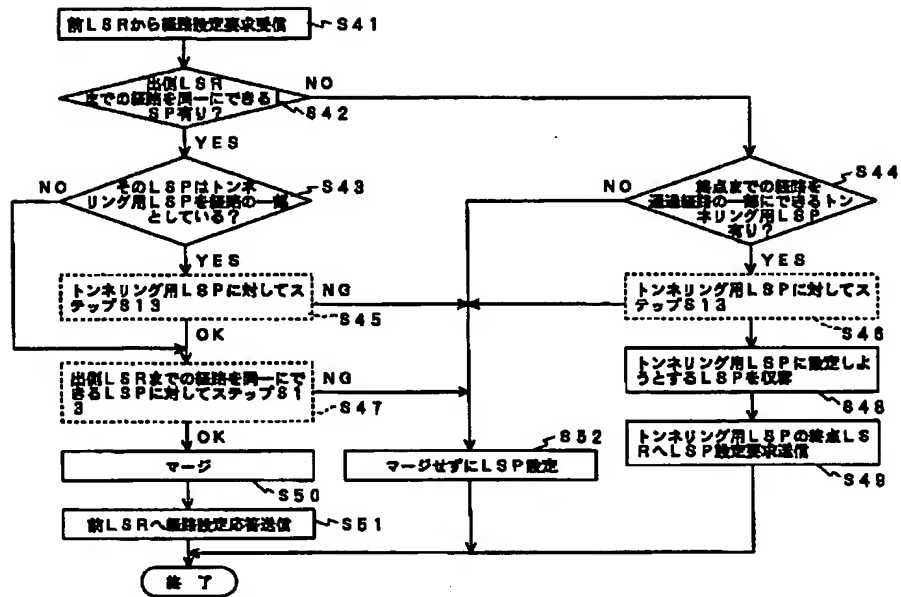 前LSRから経路設定要求受信
S41
出側LSR
までの経路を同一にできる
SP有り?
S42
NO
YES
そのLSPはトンネ
リング用LSPを経路の一部
としている?
S43
NO
YES
終点までの経路を
通過経路の一部にできるトン
ネリング用LSP
有り?
S44
NO
YES
トンネリング用LSPに対してス
テップS13
S45
NG
OK
トンネリング用LSPに対してス
テップS13
S46
出側LSRまでの経路を同一にで
きるLSPに対してステップS1
3
S47
NG
OK
トンネリング用LSPに設定しよ
うとするLSPを収容
S48
トンネリング用LSPの終点LS
RへLSP設定要求送信
S49
マージ
S50
マージせずにLSP設定
S52
前LSRへ経路設定応答送信
S51
終了